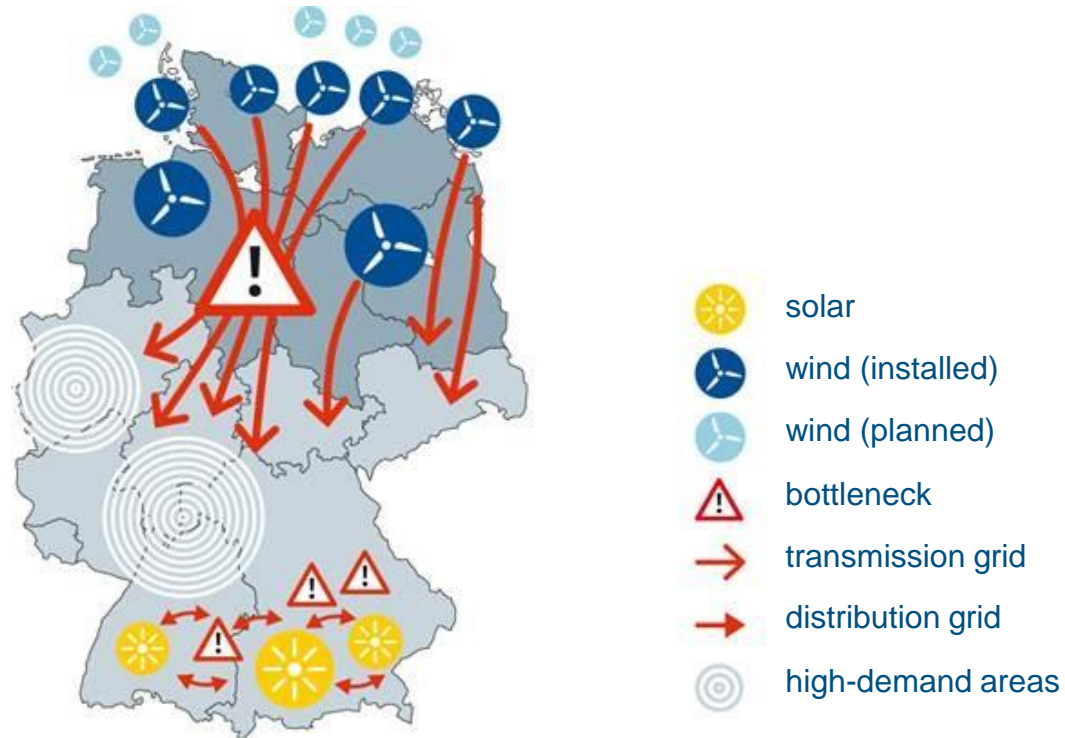 solar
wind (installed)
wind (planned)
bottleneck
transmission grid
distribution grid
high-demand areas